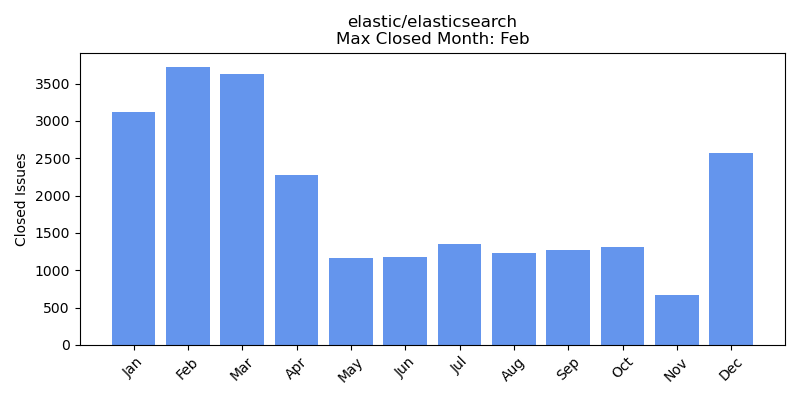 elastic/elasticsearch
Max Closed Month: Feb
Closed Issues
3500
3000
2500
2000
1500
1000
500
0
Jan
Feb
Mar
Apr
May
Jun
Jul
Aug
Sep
Oct
Nov
Dec